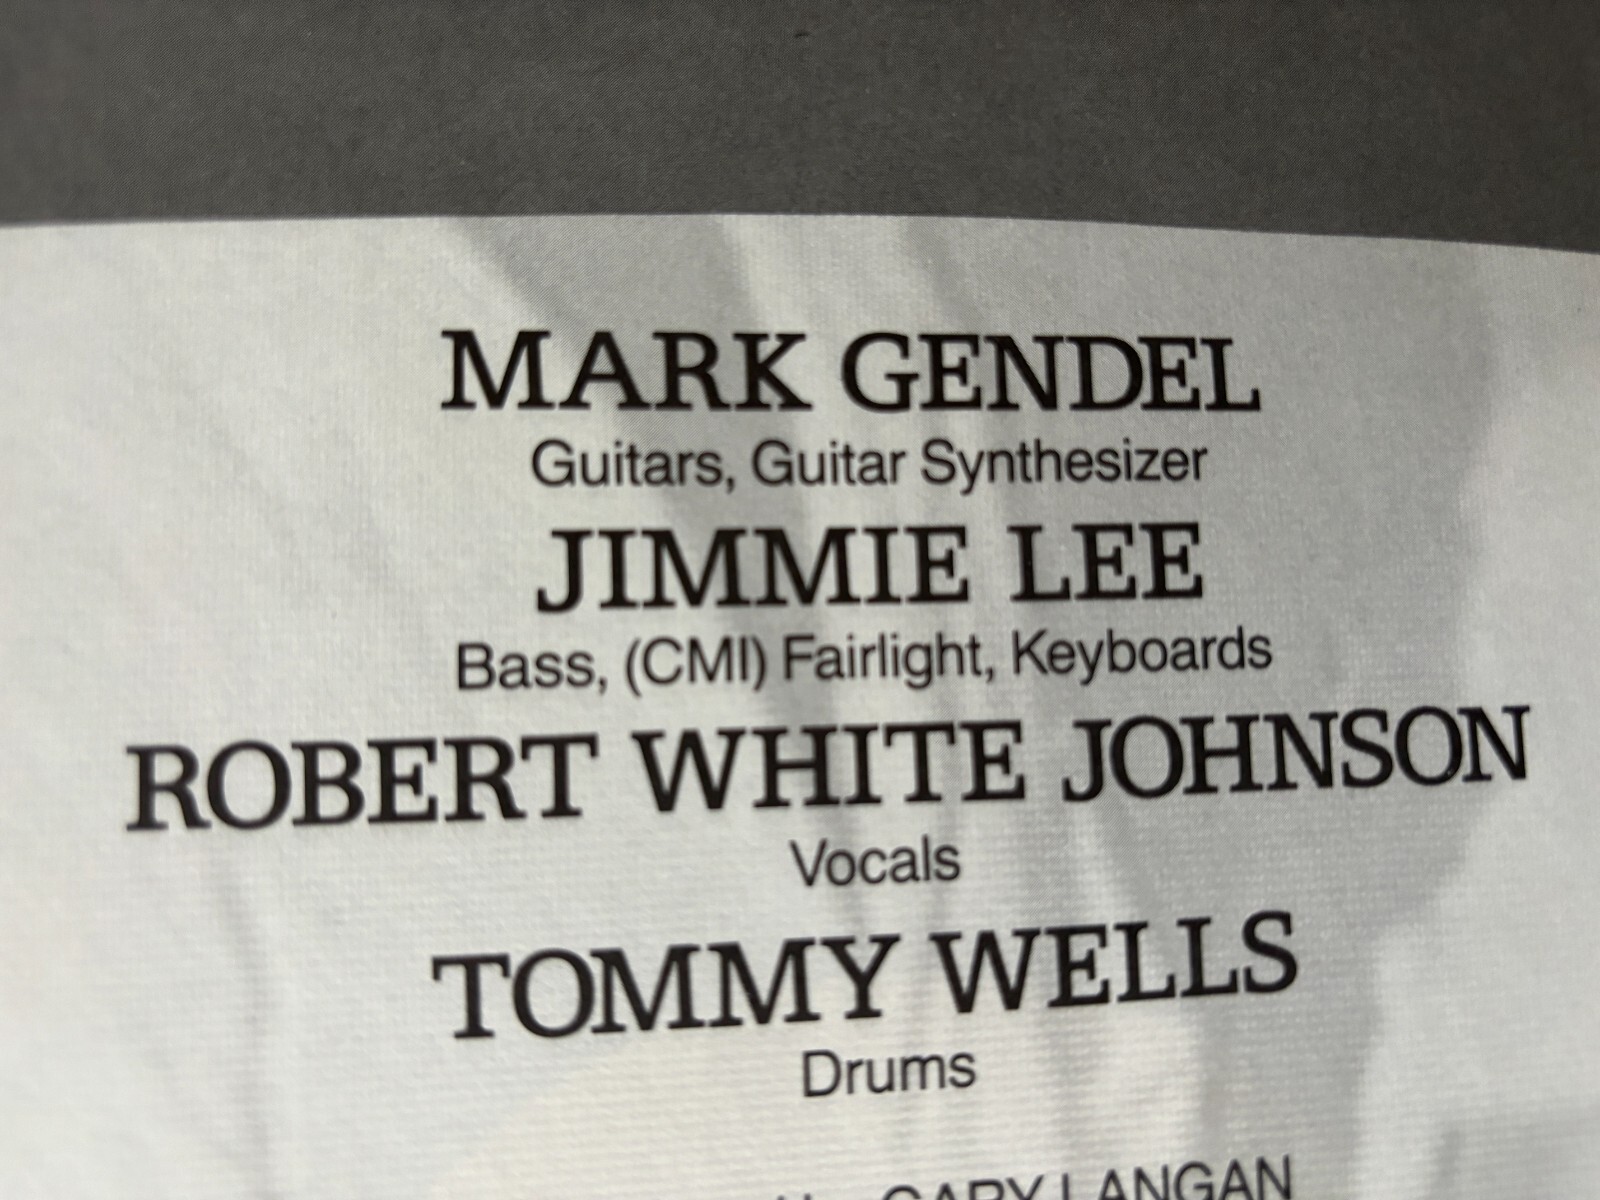 MARK GENDEL
Guitars, Guitar Synthesizer
JIMMIE LEE
Bass, (CMI) Fairlight, Keyboards
ROBERT WHITE JOHNSON
Vocals
TOMMY WELLS
Drums
GARY LANGAN